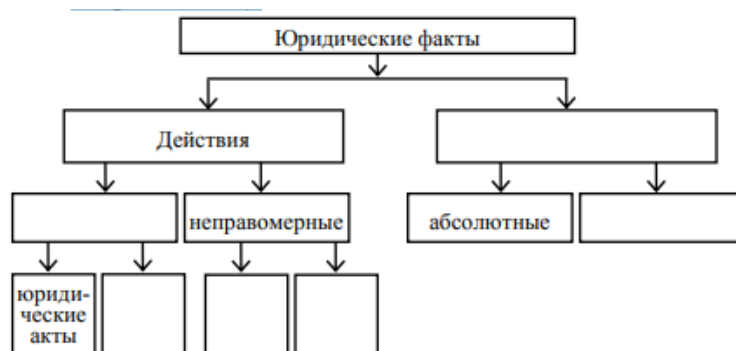 Юридические факты
Действия
неправомерные
абсолютные
юриди-
ческие
акты